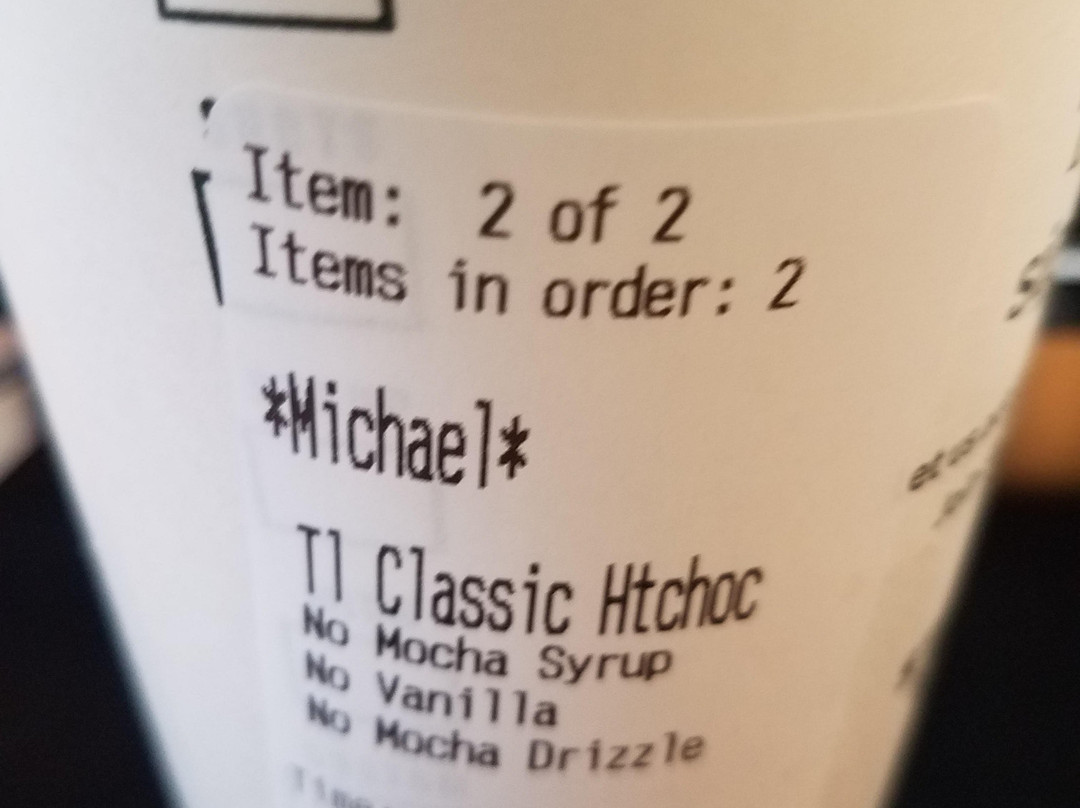 Item: 2 of 2
Items in order: 2
*Michael*
Tl Classic Htchoc
No Mocha Syrup
No Vanilla
No Mocha Drizzle